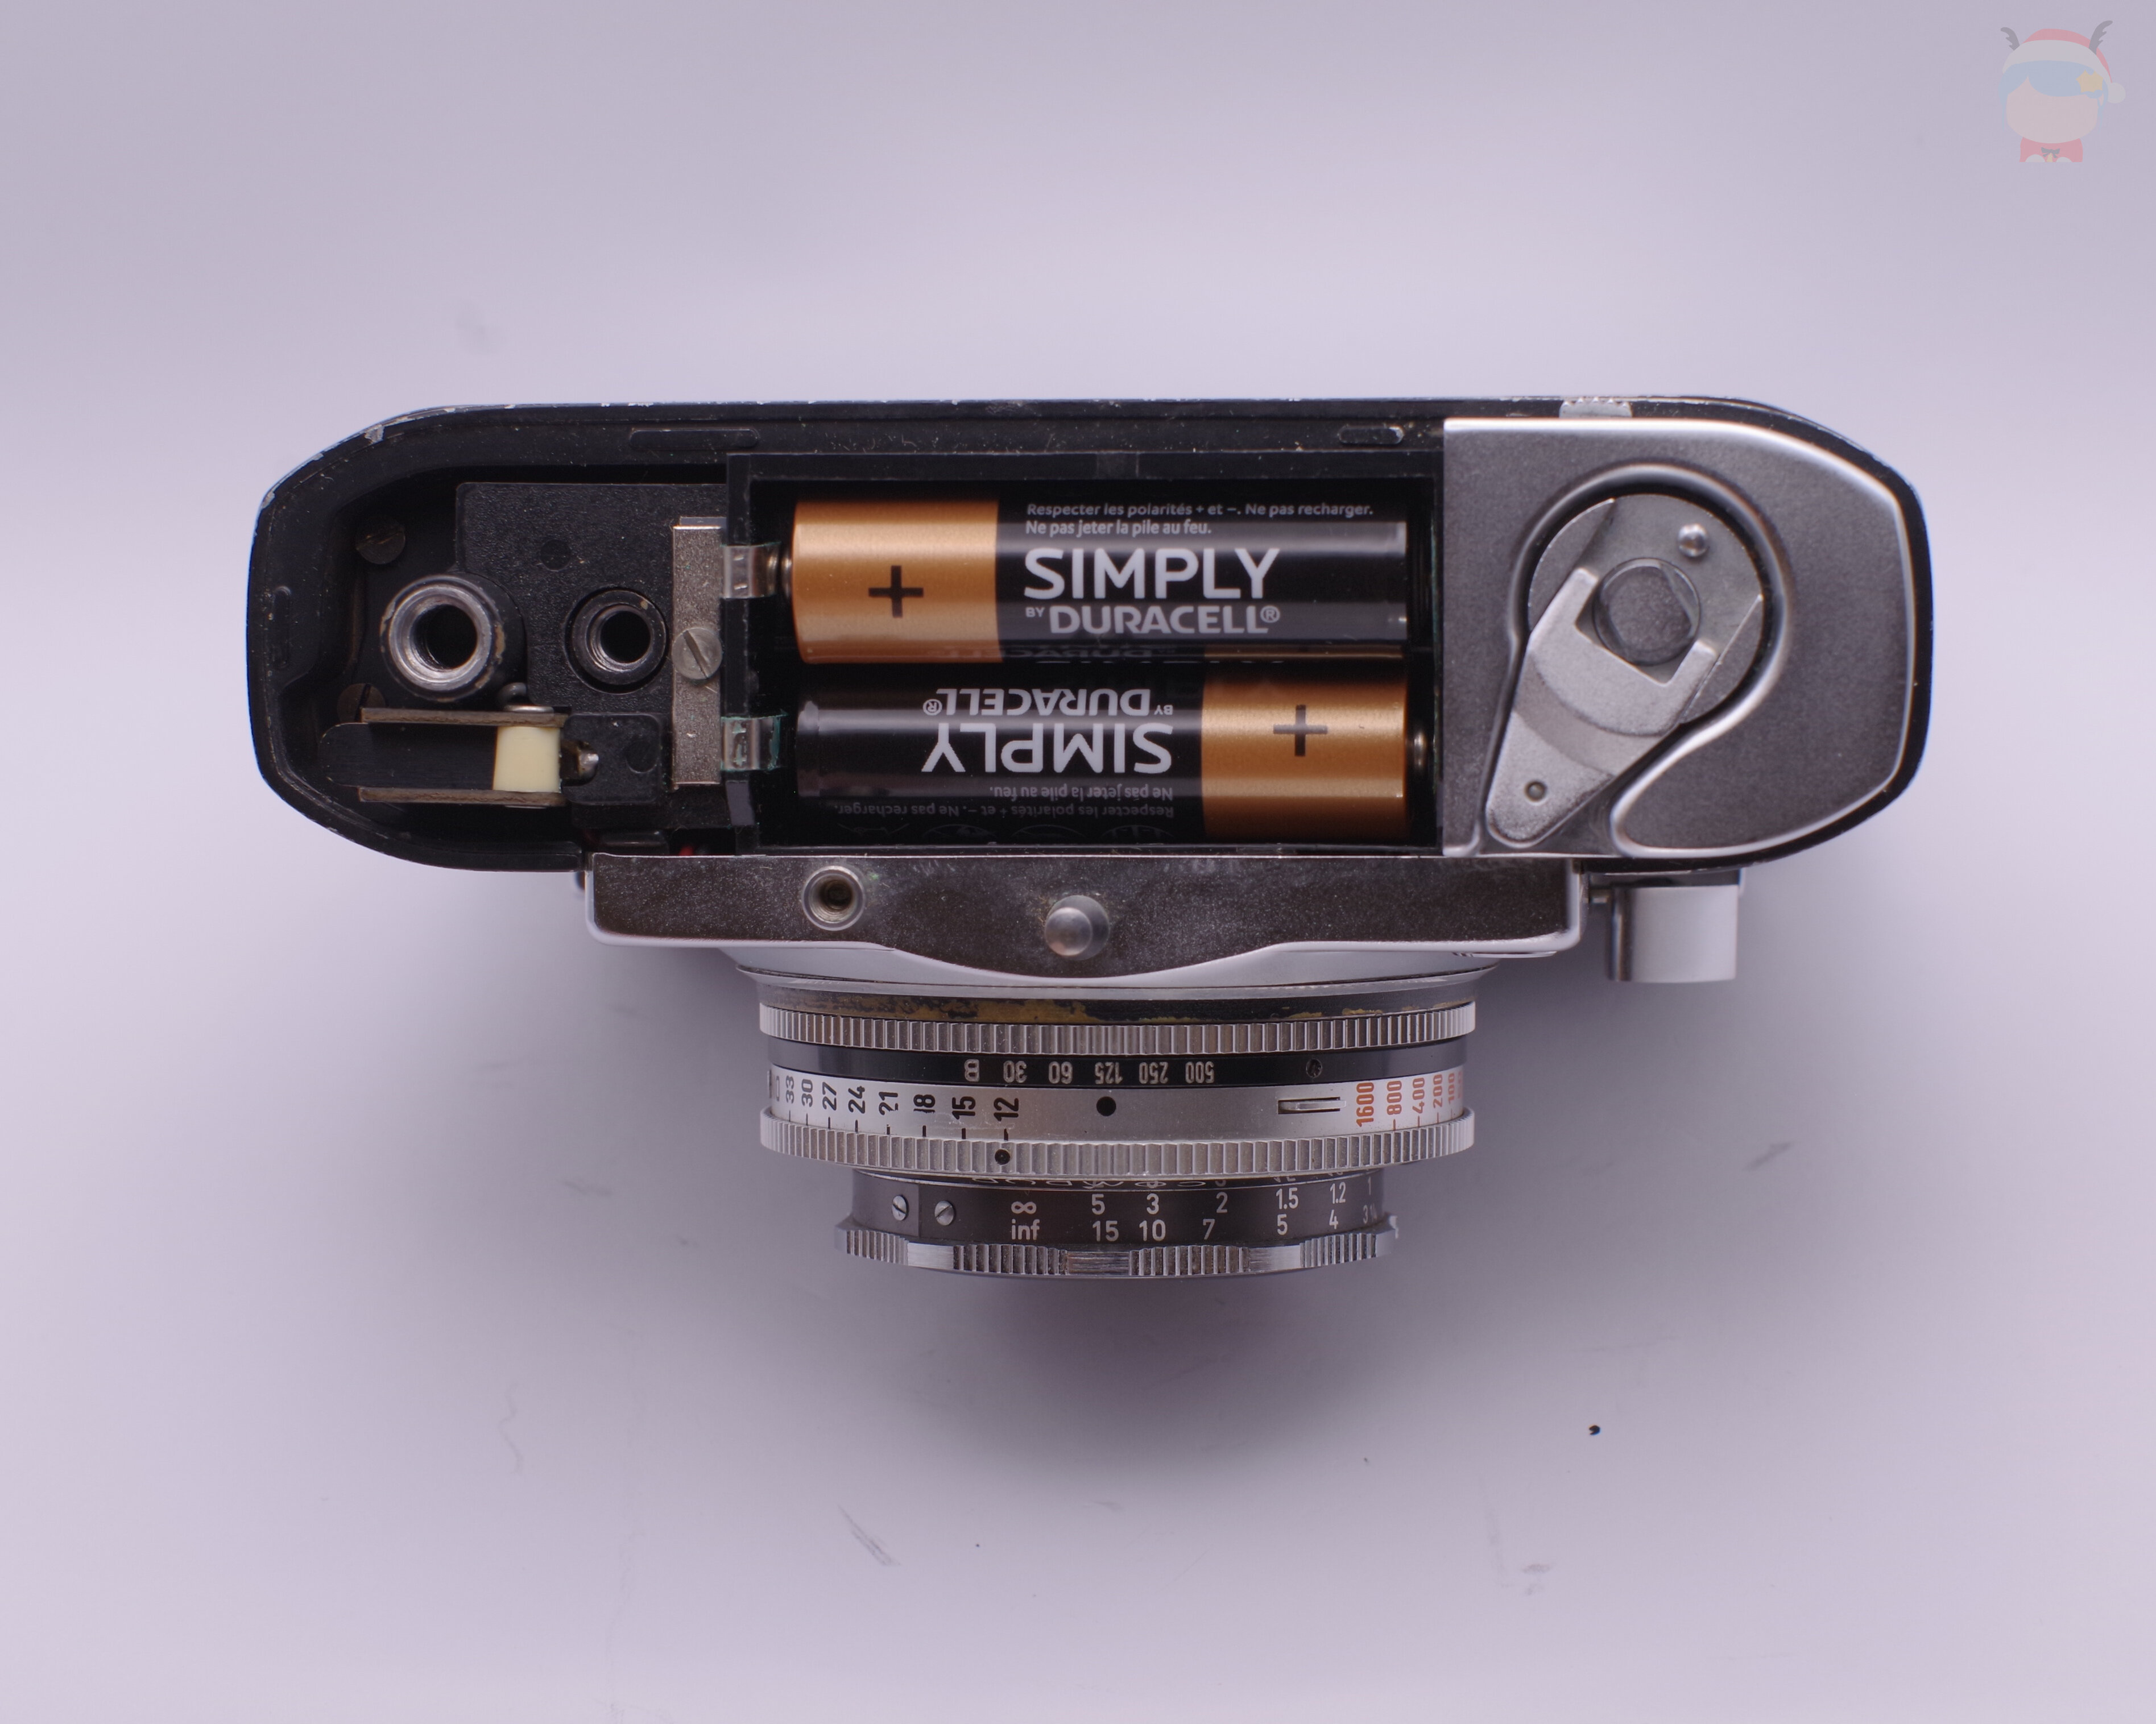 Respecter les polarités + et −. Ne pas recharger.
Ne pas jeter la pile au feu.
+ SIMPLY
BY DURACELL®
BY DURACELL®
SIMPLY +
Ne pas jeter la pile au feu.
Respecter les polarités + et −. Ne pas recharger.
B 30 60 125 250 500
33 30 27 24 21 18 15 12 1600 800 400 200 100
∞ 5 3 2 1.5 1.2 1
inf 15 10 7 5 4